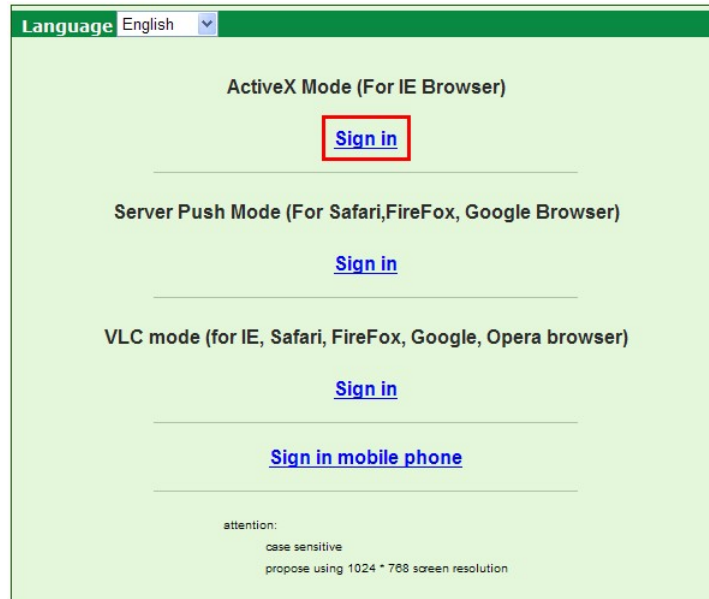 Language English
ActiveX Mode (For IE Browser)
Sign in
Server Push Mode (For Safari,FireFox, Google Browser)
Sign in
VLC mode (for IE, Safari, FireFox, Google, Opera browser)
Sign in
Sign in mobile phone
attention:
case sensitive
propose using 1024 * 768 screen resolution